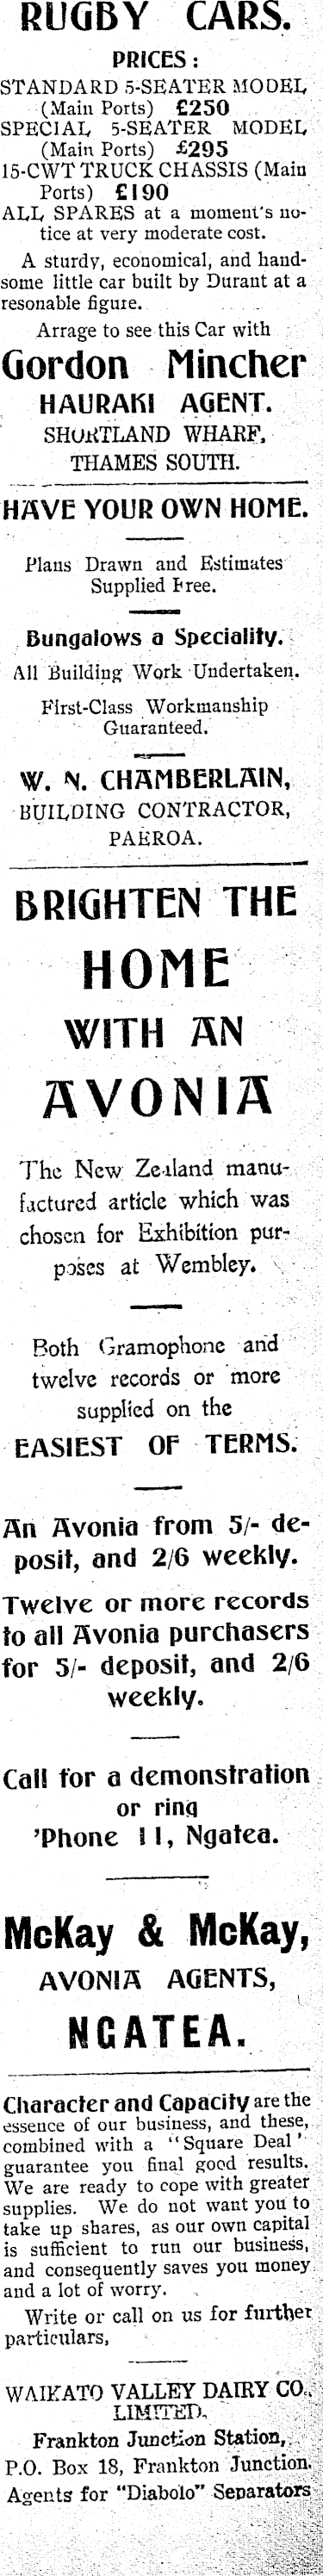 RUGBY CARS.
PRICES:
STANDARD 5-SEATER MODEL
(Main Ports) £250
SPECIAL 5-SEATER MODEL
(Main Ports) £295
15-CWT TRUCK CHASSIS (Main
Ports) £190
ALL SPARES at a moment's no-
tice at very moderate cost.
A sturdy, economical, and hand-
some little car built by Durant at a
resonable figure.
Arrage to see this Car with
Gordon Mincher
HAURAKI AGENT.
SHORTLAND WHARF,
THAMES SOUTH.
HAVE YOUR OWN HOME.
Plans Drawn and Estimates
Supplied Free.
Bungalows a Speciality.
All Building Work Undertaken.
First-Class Workmanship
Guaranteed.
W. N. CHAMBERLAIN,
BUILDING CONTRACTOR,
PAEROA.
BRIGHTEN THE
HOME
WITH AN
AVONIA
The New Zealand manu-
factured article which was
chosen for Exhibition pur-
poses at Wembley.
Both Gramophone and
twelve records or more
supplied on the
EASIEST OF TERMS.
An Avonia from 5/- de-
posit, and 2/6 weekly.
Twelve or more records
to all Avonia purchasers
for 5/- deposit, and 2/6
weekly.
Call for a demonstration
or ring
'Phone 11, Ngatea.
McKay & McKay,
AVONIA AGENTS,
NGATEA.
Character and Capacity are the
essence of our business, and these,
combined with a "Square Deal'
guarantee you final good results.
We are ready to cope with greater
supplies. We do not want you to
take up shares, as our own capital
is sufficient to run our business,
and consequently saves you money
and a lot of worry.
Write or call on us for further
particulars,
WAIKATO VALLEY DAIRY CO.,
LIMITED,
Frankton Junction Station,
P.O. Box 18, Frankton Junction.
Agents for "Diabolo" Separators